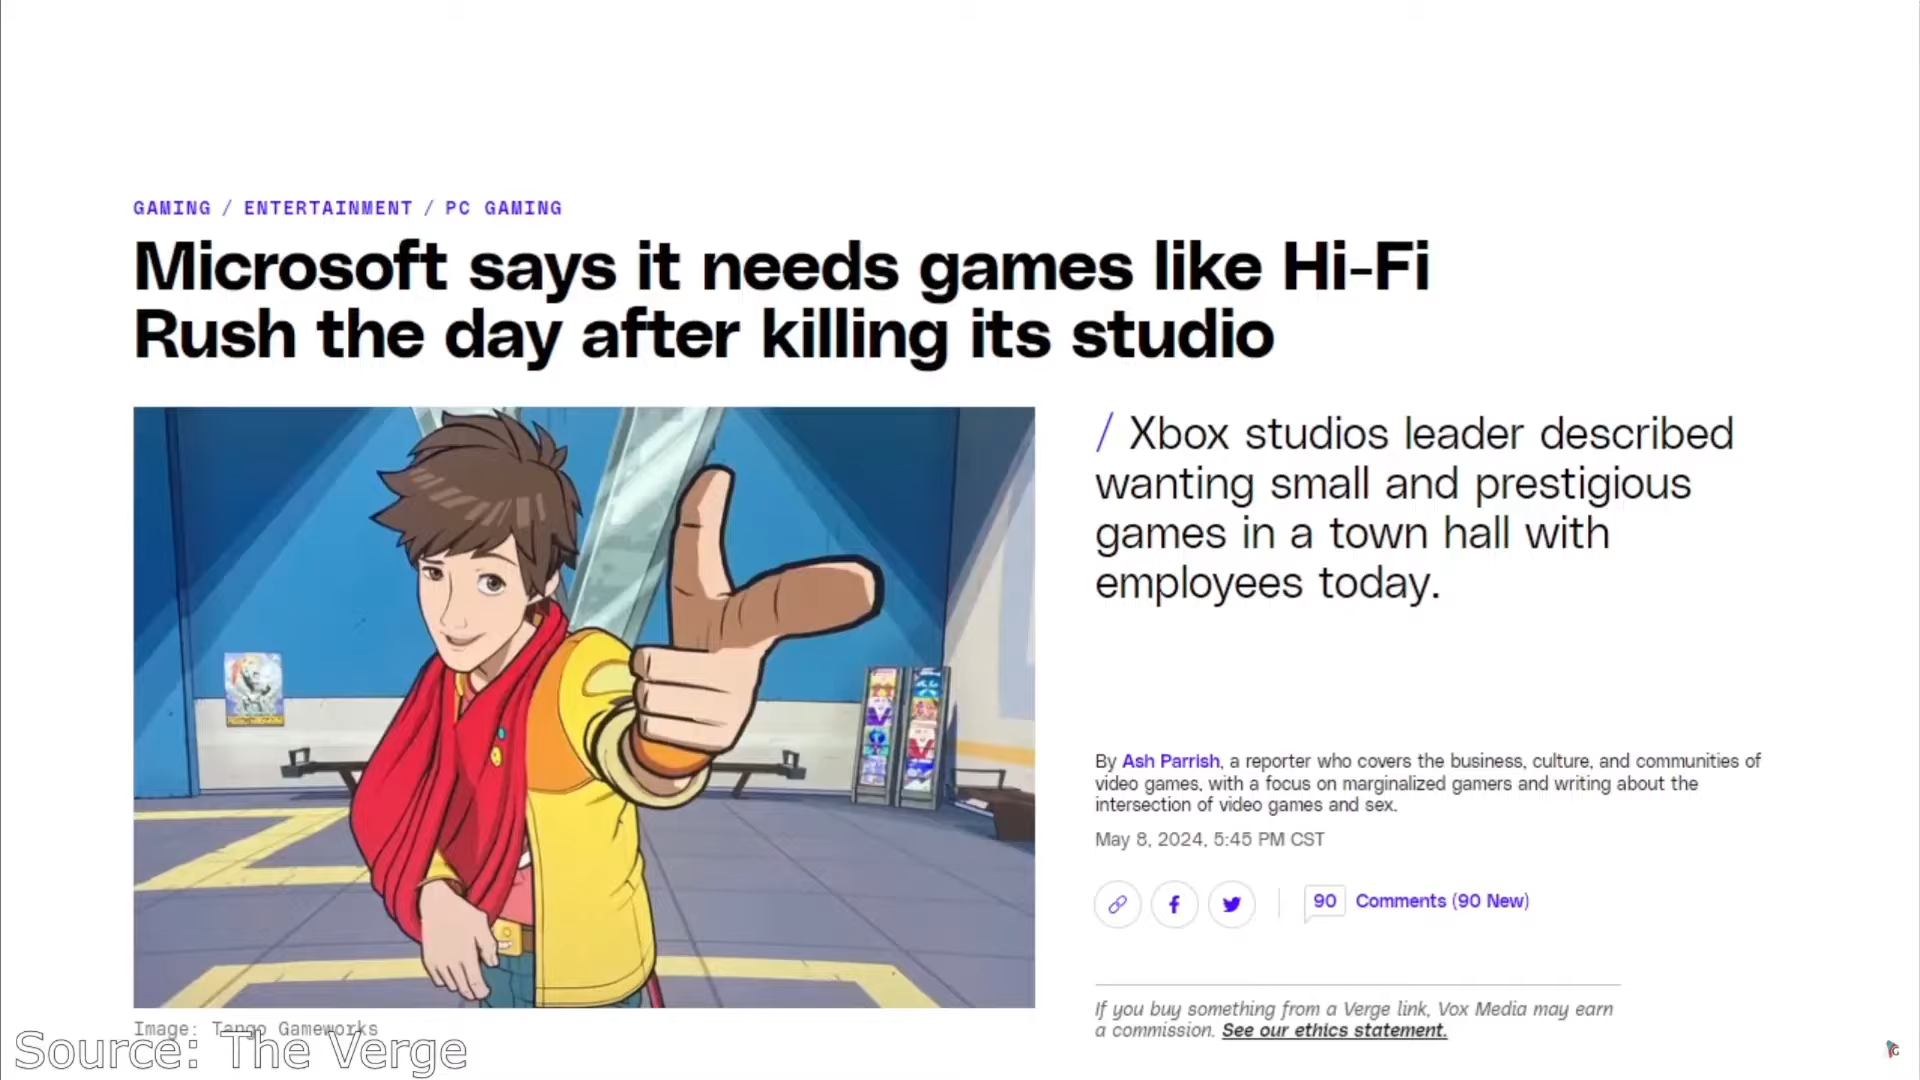 GAMING / ENTERTAINMENT / PC GAMING
Microsoft says it needs games like Hi-Fi
Rush the day after killing its studio
/ Xbox studios leader described
wanting small and prestigious
games in a town hall with
employees today.
By Ash Parrish, a reporter who covers the business, culture, and communities of
video games, with a focus on marginalized gamers and writing about the
intersection of video games and sex.
May 8, 2024, 5:45 PM CST
90 Comments (90 New)
If you buy something from a Verge link, Vox Media may earn
a commission. See our ethics statement.
Image: Tango Gameworks
Source: The Verge